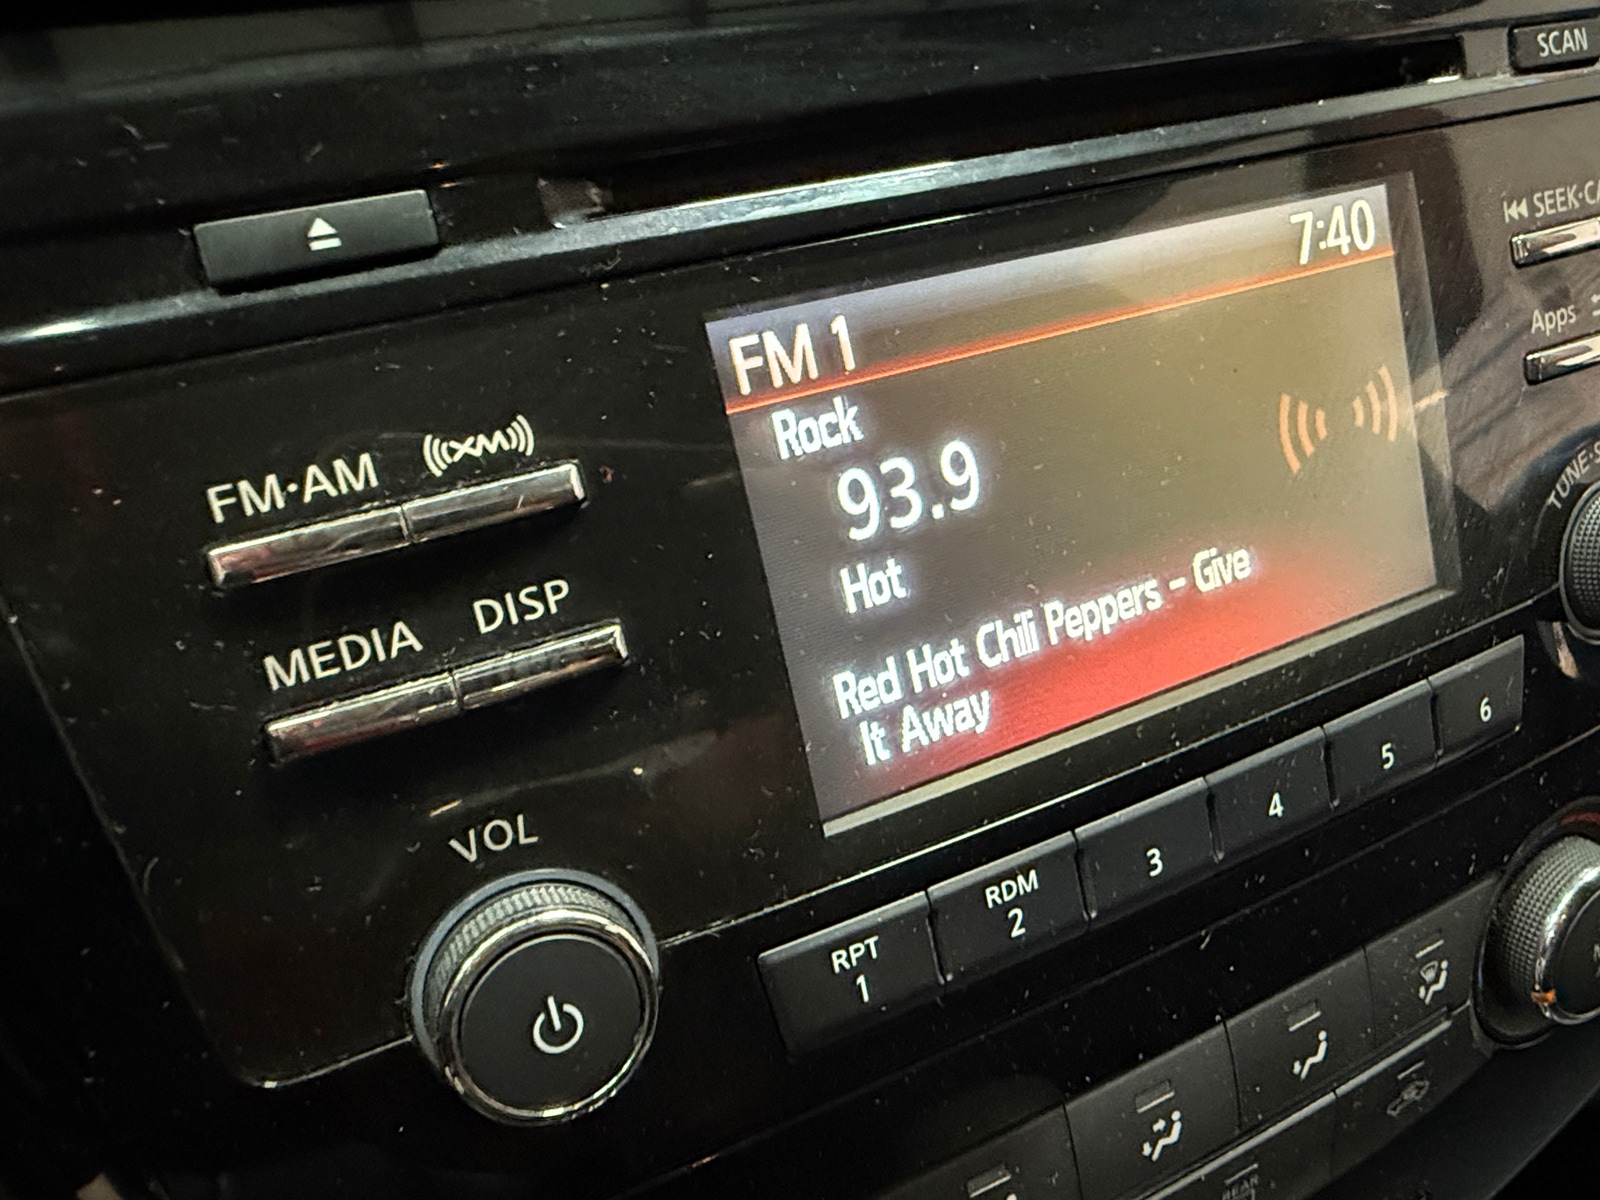 SCAN
SEEK·CA
7:40
FM 1
Apps
Rock
93.9
Hot
Red Hot Chili Peppers - Give
It Away
FM·AM
XM
TUNE·S
MEDIA
DISP
VOL
RPT
1
RDM
2
3
4
5
6